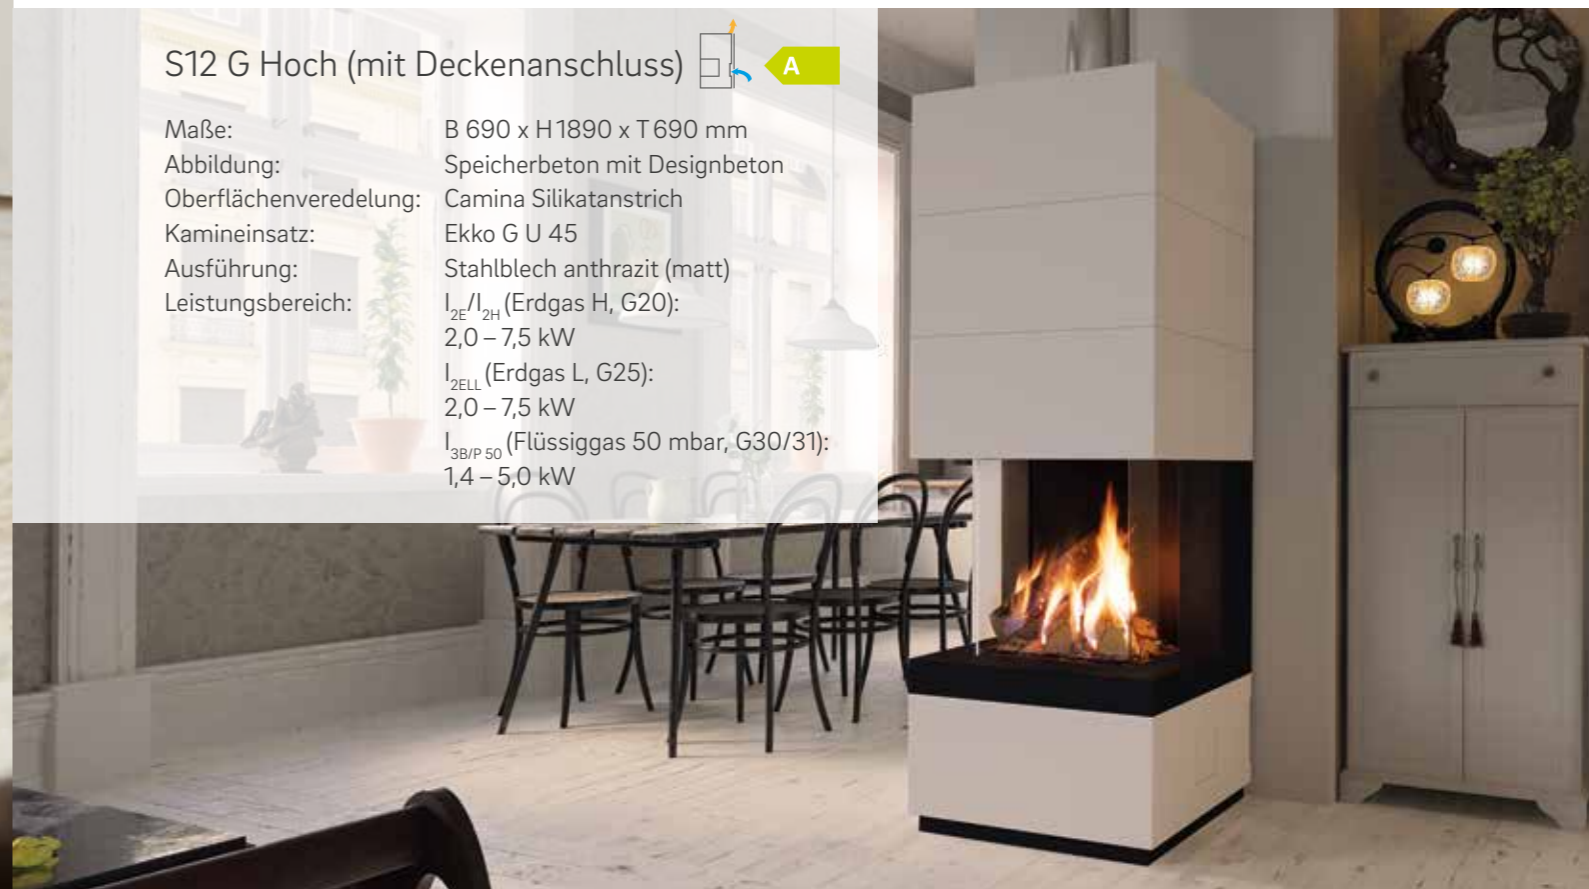 S12 G Hoch (mit Deckenanschluss) A
Maße: B 690 x H 1890 x T 690 mm
Abbildung: Speicherbeton mit Designbeton
Oberflächenveredelung: Camina Silikatanstrich
Kamineinsatz: Ekko G U 45
Ausführung: Stahlblech anthrazit (matt)
Leistungsbereich: I2E/I2H (Erdgas H, G20):
2,0 – 7,5 kW
I2ELL (Erdgas L, G25):
2,0 – 7,5 kW
I3B/P 50 (Flüssiggas 50 mbar, G30/31):
1,4 – 5,0 kW